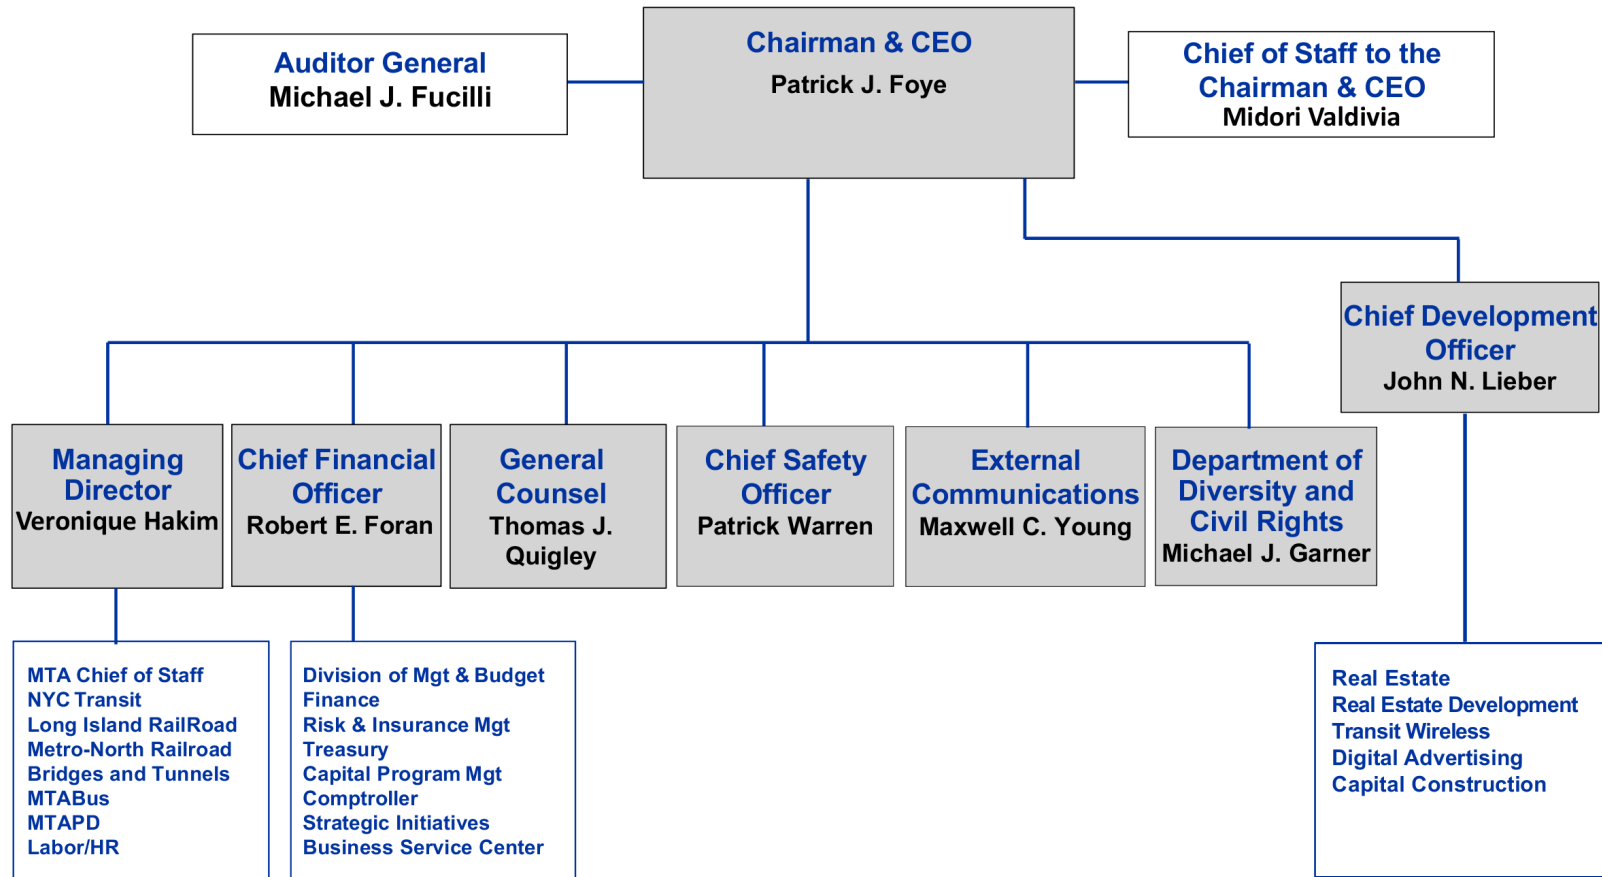 Chairman & CEO
Patrick J. Foye
Auditor General
Michael J. Fucilli
Chief of Staff to the
Chairman & CEO
Midori Valdivia
Chief Development
Officer
John N. Lieber
Managing
Director
Veronique Hakim
Chief Financial
Officer
Robert E. Foran
General
Counsel
Thomas J.
Quigley
Chief Safety
Officer
Patrick Warren
External
Communications
Maxwell C. Young
Department of
Diversity and
Civil Rights
Michael J. Garner
MTA Chief of Staff
NYC Transit
Long Island RailRoad
Metro-North Railroad
Bridges and Tunnels
MTABus
MTAPD
Labor/HR
Division of Mgt & Budget
Finance
Risk & Insurance Mgt
Treasury
Capital Program Mgt
Comptroller
Strategic Initiatives
Business Service Center
Real Estate
Real Estate Development
Transit Wireless
Digital Advertising
Capital Construction